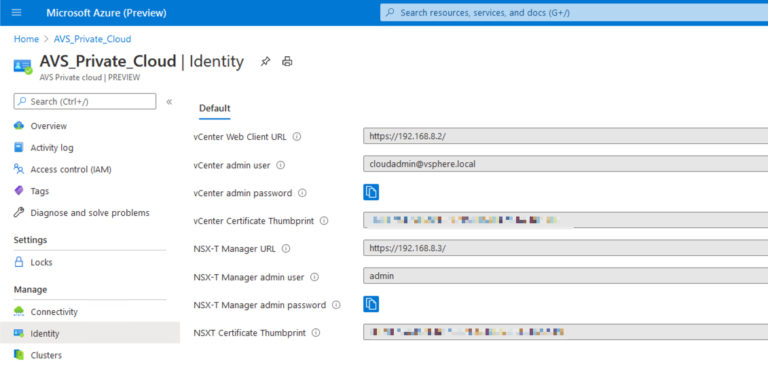 Microsoft Azure (Preview)
Search resources, services, and docs (G+/)
Home > AVS_Private_Cloud
AVS_Private_Cloud | Identity
AVS Private cloud | PREVIEW
Search (Ctrl+/)
«
Overview
Activity log
Access control (IAM)
Tags
Diagnose and solve problems
Settings
Locks
Manage
Connectivity
Identity
Clusters
Default
vCenter Web Client URL
https://192.168.8.2/
vCenter admin user
cloudadmin@vsphere.local
vCenter admin password
vCenter Certificate Thumbprint
NSX-T Manager URL
https://192.168.8.3/
NSX-T Manager admin user
admin
NSX-T Manager admin password
NSXT Certificate Thumbprint